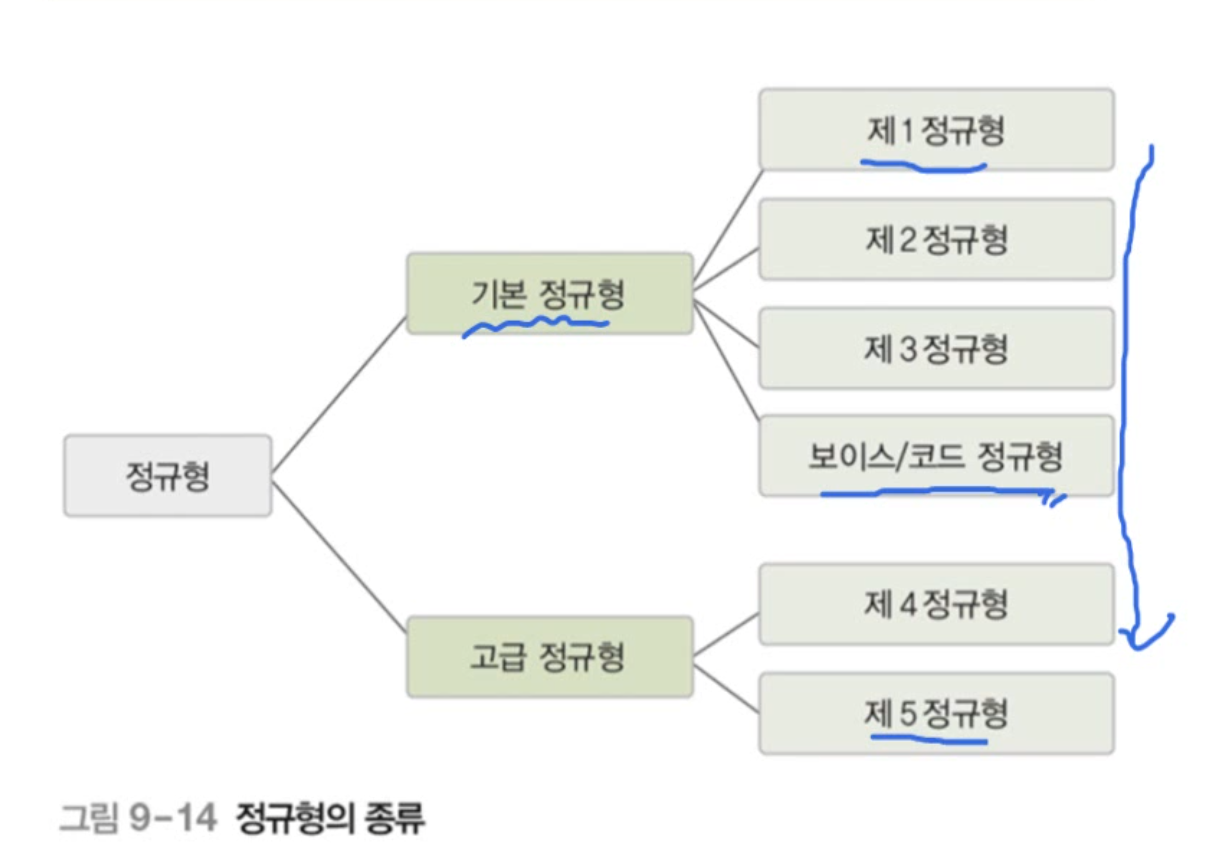 제 1 정규형
제 2 정규형
기본 정규형
제 3 정규형
보이스/코드 정규형
정규형
제 4 정규형
고급 정규형
제 5 정규형
그림 9-14 정규형의 종류